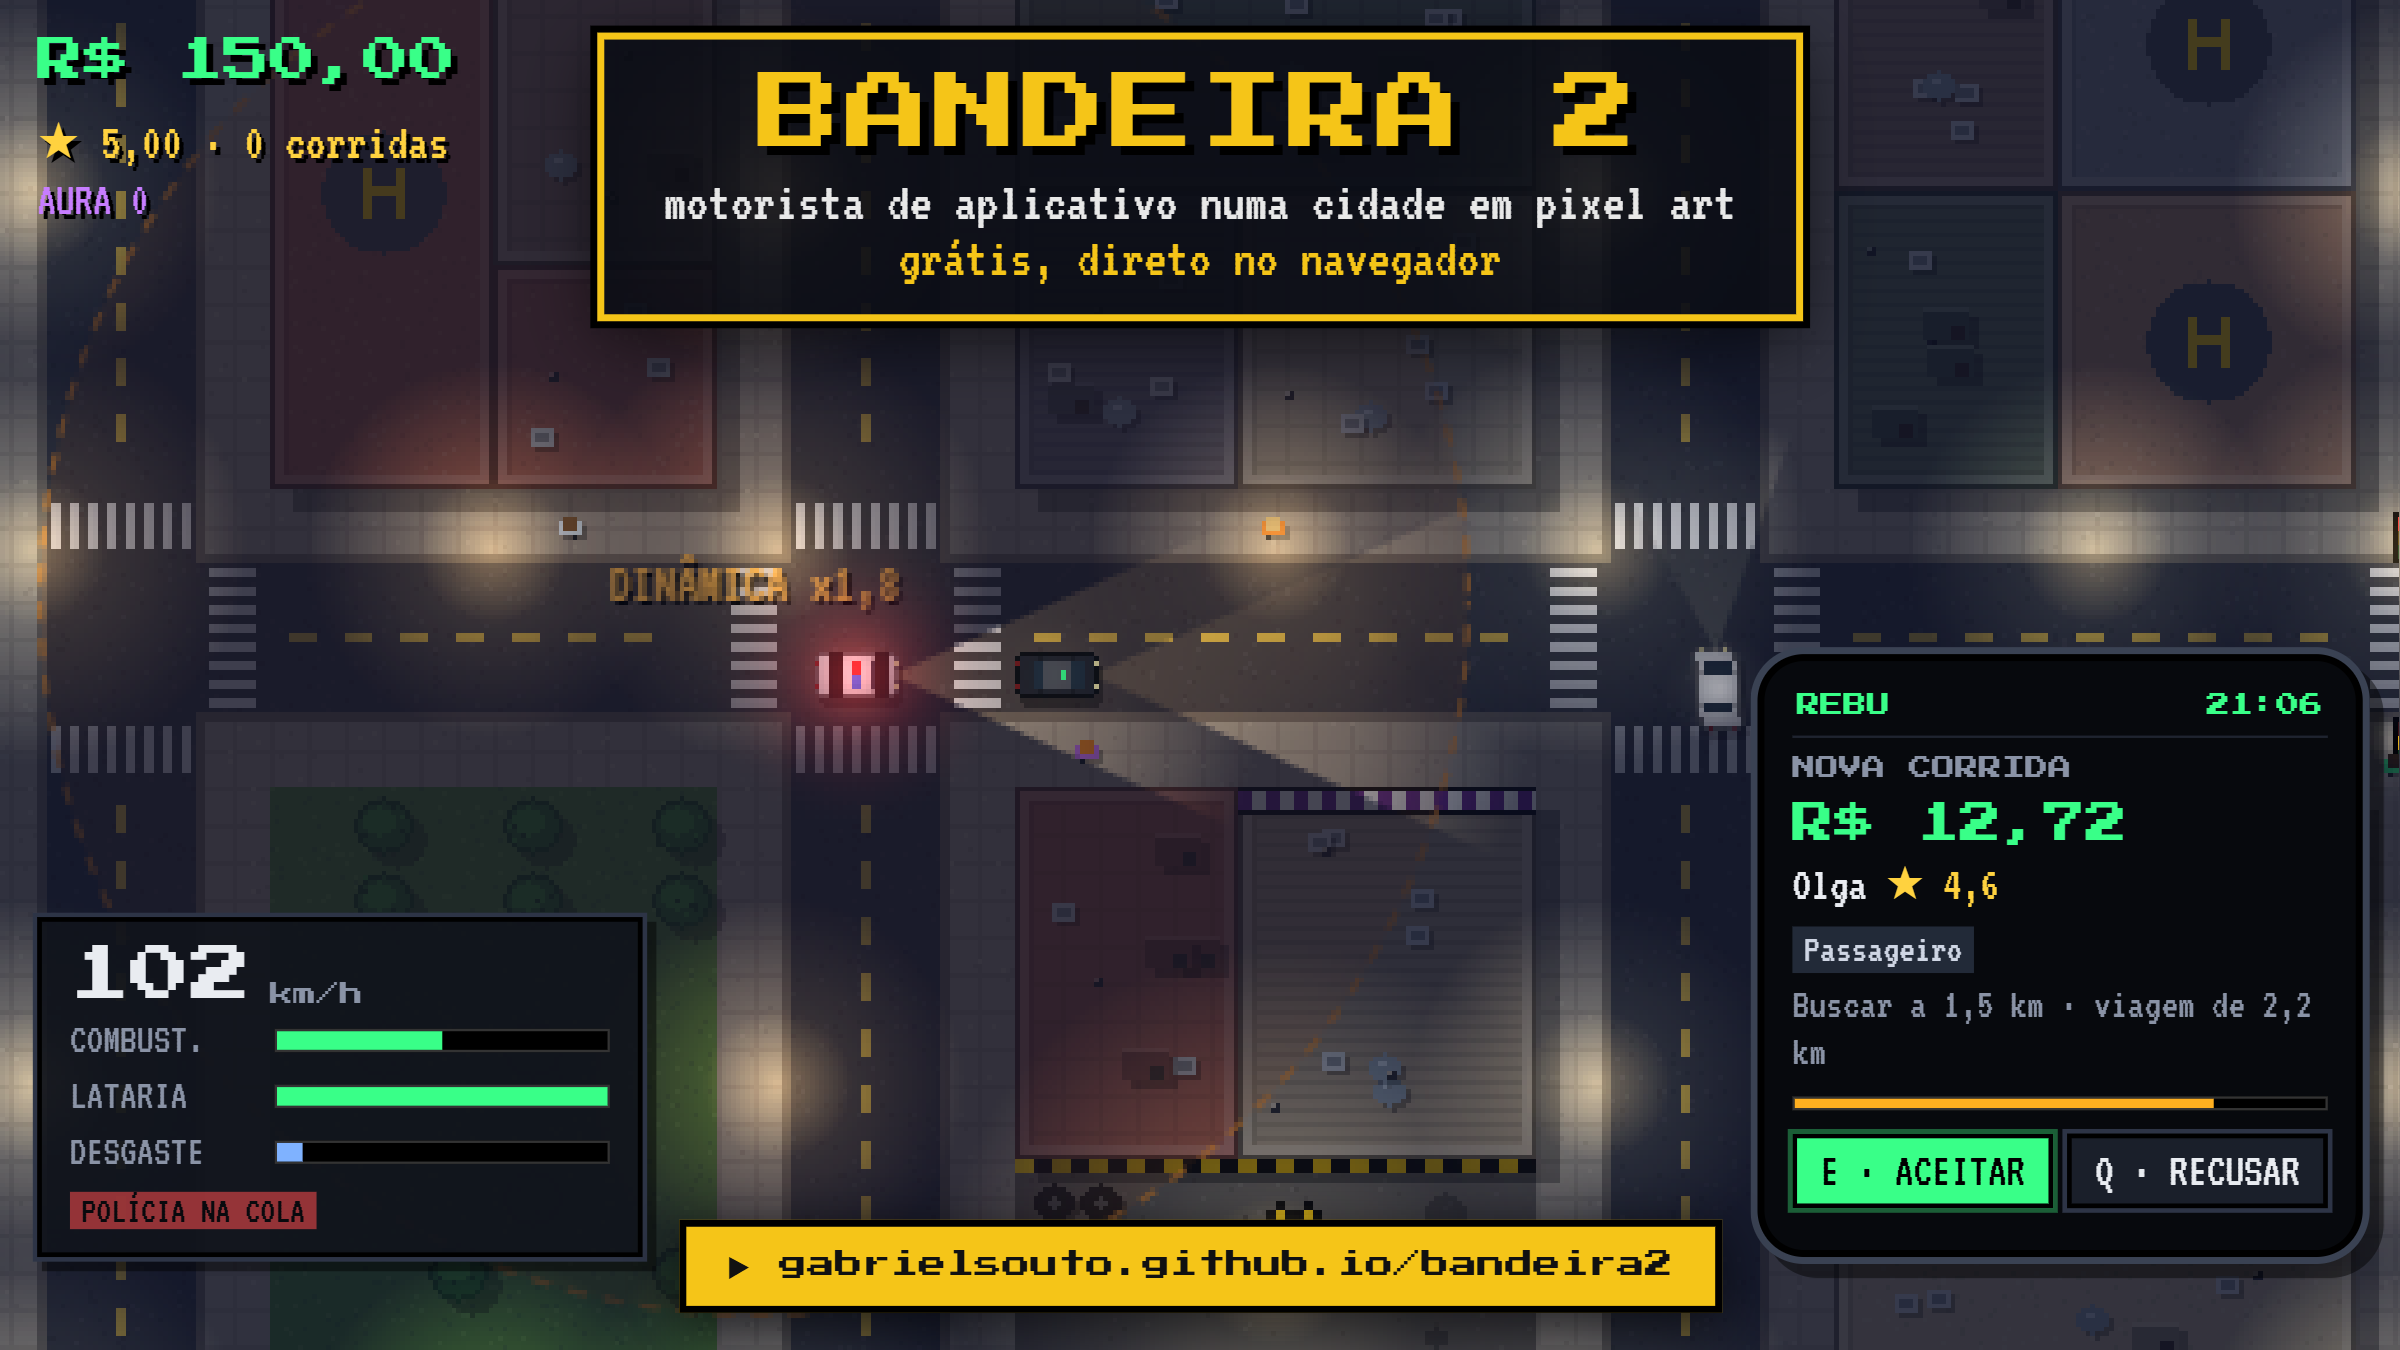 R$ 150,00
★ 5,00 · 0 corridas
AURA 0
BANDEIRA 2
motorista de aplicativo numa cidade em pixel art
grátis, direto no navegador
H
H
H
DINÂMICA x1,8
102 km/h
COMBUST.
LATARIA
DESGASTE
POLÍCIA NA COLA
REBU 21:06
NOVA CORRIDA
R$ 12,72
Olga ★ 4,6
Passageiro
Buscar a 1,5 km · viagem de 2,2
km
E · ACEITAR Q · RECUSAR
▶ gabrielsouto.github.io/bandeira2